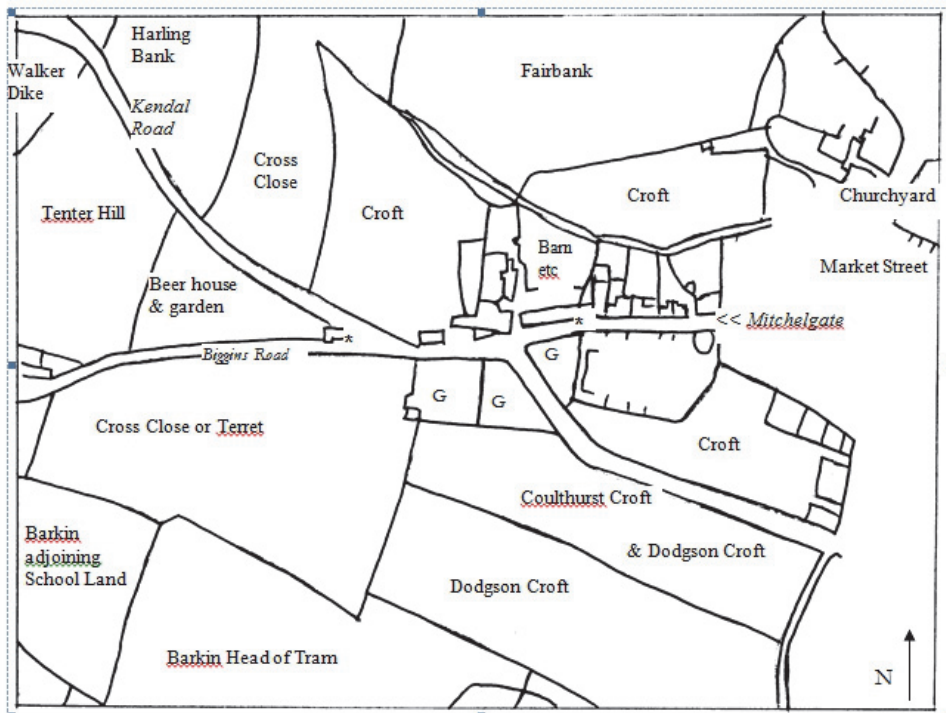 Harling
Bank
Walker
Dike
Fairbank
Kendal
Road
Cross
Close
Croft
Croft
Churchyard
Tenter Hill
Barn
etc
Market Street
Beer house
& garden
*
<< Mitchelgate
*
Biggins Road
G
G
G
Cross Close or Terret
Croft
Coulthurst Croft
Barkin
adjoining
School Land
& Dodgson Croft
Dodgson Croft
Barkin Head of Tram
N